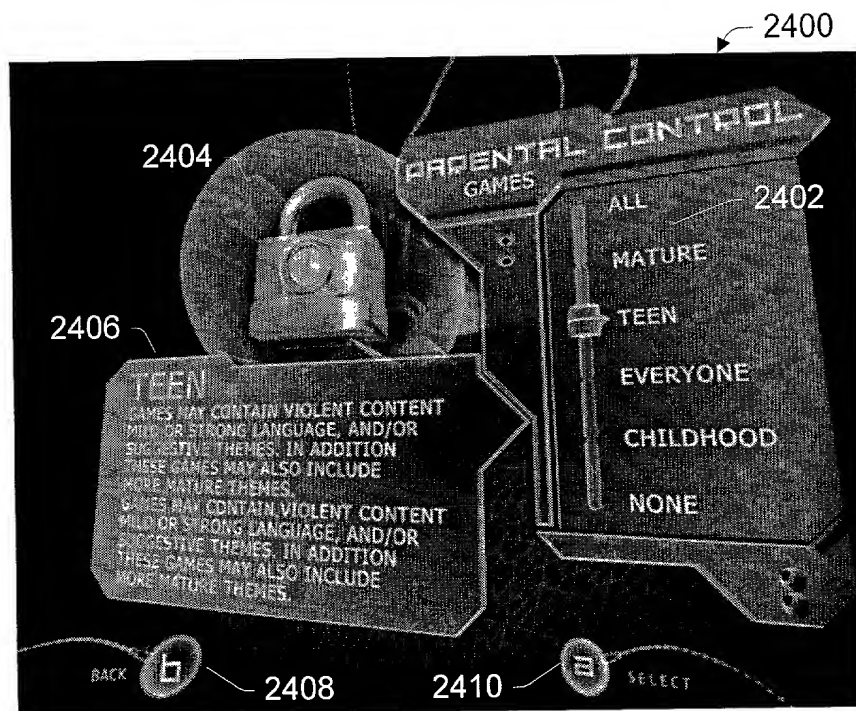 2400
PARENTAL CONTROL
GAMES
2404
ALL
2402
MATURE
TEEN
EVERYONE
CHILDHOOD
NONE
2406
TEEN
GAMES MAY CONTAIN VIOLENT CONTENT
MILD OR STRONG LANGUAGE, AND/OR
SUGGESTIVE THEMES. IN ADDITION
THESE GAMES MAY ALSO INCLUDE
MORE MATURE THEMES.
GAMES MAY CONTAIN VIOLENT CONTENT
MILD OR STRONG LANGUAGE, AND/OR
SUGGESTIVE THEMES. IN ADDITION
THESE GAMES MAY ALSO INCLUDE
MORE MATURE THEMES.
BACK b 2408
2410 a SELECT